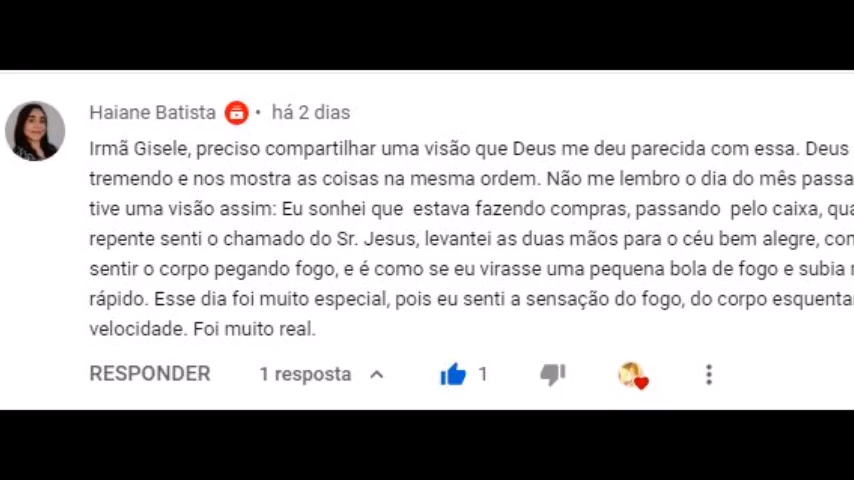 Haiane Batista • há 2 dias
Irmã Gisele, preciso compartilhar uma visão que Deus me deu parecida com essa. Deus
tremendo e nos mostra as coisas na mesma ordem. Não me lembro o dia do mês passa
tive uma visão assim: Eu sonhei que estava fazendo compras, passando pelo caixa, qua
repente senti o chamado do Sr. Jesus, levantei as duas mãos para o céu bem alegre, co
sentir o corpo pegando fogo, e é como se eu virasse uma pequena bola de fogo e subia
rápido. Esse dia foi muito especial, pois eu senti a sensação do fogo, do corpo esquenta
velocidade. Foi muito real.
RESPONDER 1 resposta 1